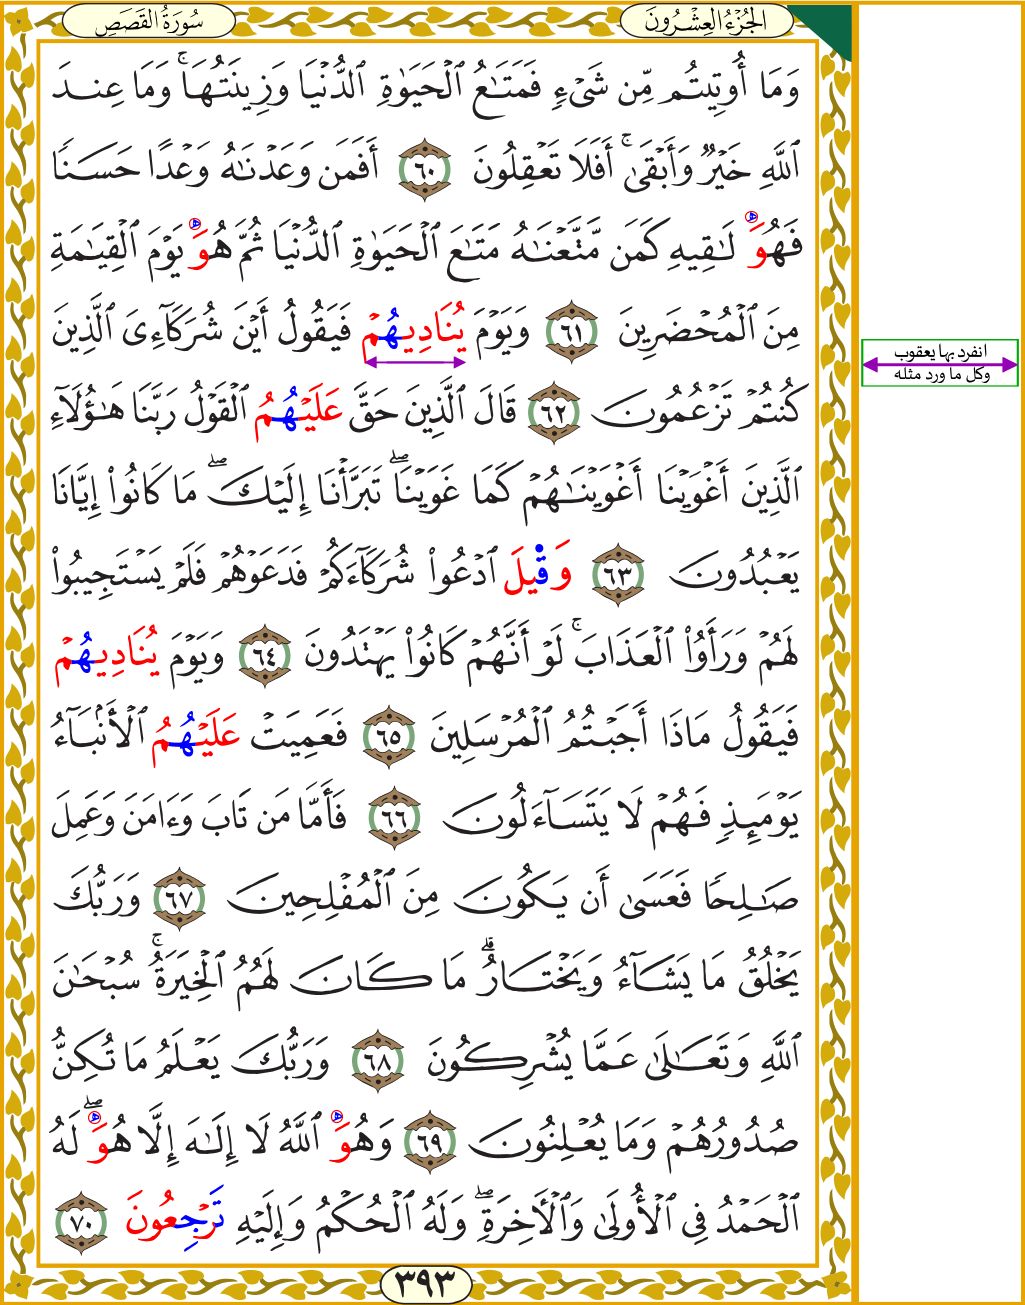 الجُزْءُ العِشْرُونَ
سُورَةُ القَصَصِ
وَمَآ أُوتِيتُم مِّن شَىْءٍ فَمَتَٰعُ ٱلْحَيَوٰةِ ٱلدُّنْيَا وَزِينَتُهَا ۚ وَمَا عِندَ
ٱللَّهِ خَيْرٌ وَأَبْقَىٰٓ ۚ أَفَلَا تَعْقِلُونَ ٦٠ أَفَمَن وَعَدْنَٰهُ وَعْدًا حَسَنًا
فَهُوَ لَٰقِيهِ كَمَن مَّتَّعْنَٰهُ مَتَٰعَ ٱلْحَيَوٰةِ ٱلدُّنْيَا ثُمَّ هُوَ يَوْمَ ٱلْقِيَٰمَةِ
مِنَ ٱلْمُحْضَرِينَ ٦١ وَيَوْمَ يُنَادِيهُمْ فَيَقُولُ أَيْنَ شُرَكَآءِىَ ٱلَّذِينَ
كُنتُمْ تَزْعُمُونَ ٦٢ قَالَ ٱلَّذِينَ حَقَّ عَلَيْهُمُ ٱلْقَوْلُ رَبَّنَا هَٰٓؤُلَآءِ
ٱلَّذِينَ أَغْوَيْنَآ أَغْوَيْنَٰهُمْ كَمَا غَوَيْنَا ۖ تَبَرَّأْنَآ إِلَيْكَ ۖ مَا كَانُوٓا۟ إِيَّانَا
يَعْبُدُونَ ٦٣ وَقِيلَ ٱدْعُوا۟ شُرَكَآءَكُمْ فَدَعَوْهُمْ فَلَمْ يَسْتَجِيبُوا۟
لَهُمْ وَرَأَوُا۟ ٱلْعَذَابَ ۚ لَوْ أَنَّهُمْ كَانُوا۟ يَهْتَدُونَ ٦٤ وَيَوْمَ يُنَادِيهُمْ
فَيَقُولُ مَاذَآ أَجَبْتُمُ ٱلْمُرْسَلِينَ ٦٥ فَعَمِيَتْ عَلَيْهُمُ ٱلْأَنۢبَآءُ
يَوْمَئِذٍ فَهُمْ لَا يَتَسَآءَلُونَ ٦٦ فَأَمَّا مَن تَابَ وَءَامَنَ وَعَمِلَ
صَٰلِحًا فَعَسَىٰٓ أَن يَكُونَ مِنَ ٱلْمُفْلِحِينَ ٦٧ وَرَبُّكَ
يَخْلُقُ مَا يَشَآءُ وَيَخْتَارُ ۗ مَا كَانَ لَهُمُ ٱلْخِيَرَةُ ۚ سُبْحَٰنَ
ٱللَّهِ وَتَعَٰلَىٰ عَمَّا يُشْرِكُونَ ٦٨ وَرَبُّكَ يَعْلَمُ مَا تُكِنُّ
صُدُورُهُمْ وَمَا يُعْلِنُونَ ٦٩ وَهُوَ ٱللَّهُ لَآ إِلَٰهَ إِلَّا هُوَ ۖ لَهُ
ٱلْحَمْدُ فِى ٱلْأُولَىٰ وَٱلْءَاخِرَةِ ۖ وَلَهُ ٱلْحُكْمُ وَإِلَيْهِ تَرْجِعُونَ ٧٠
٣٩٣
انفرد بها يعقوب
وكل ما ورد مثله